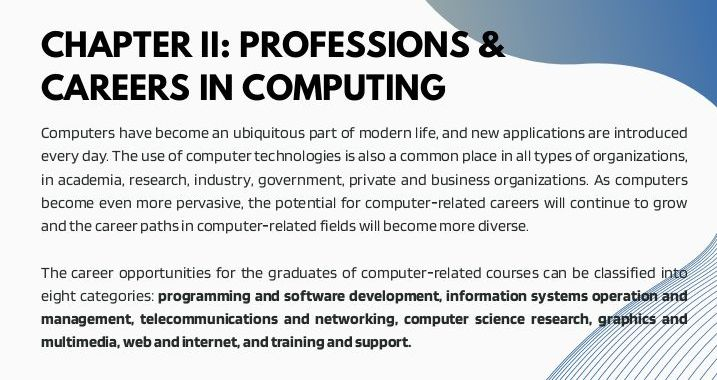 CHAPTER II: PROFESSIONS &
CAREERS IN COMPUTING
Computers have become an ubiquitous part of modern life, and new applications are introduced
every day. The use of computer technologies is also a common place in all types of organizations,
in academia, research, industry, government, private and business organizations. As computers
become even more pervasive, the potential for computer-related careers will continue to grow
and the career paths in computer-related fields will become more diverse.
The career opportunities for the graduates of computer-related courses can be classified into
eight categories: programming and software development, information systems operation and
management, telecommunications and networking, computer science research, graphics and
multimedia, web and internet, and training and support.